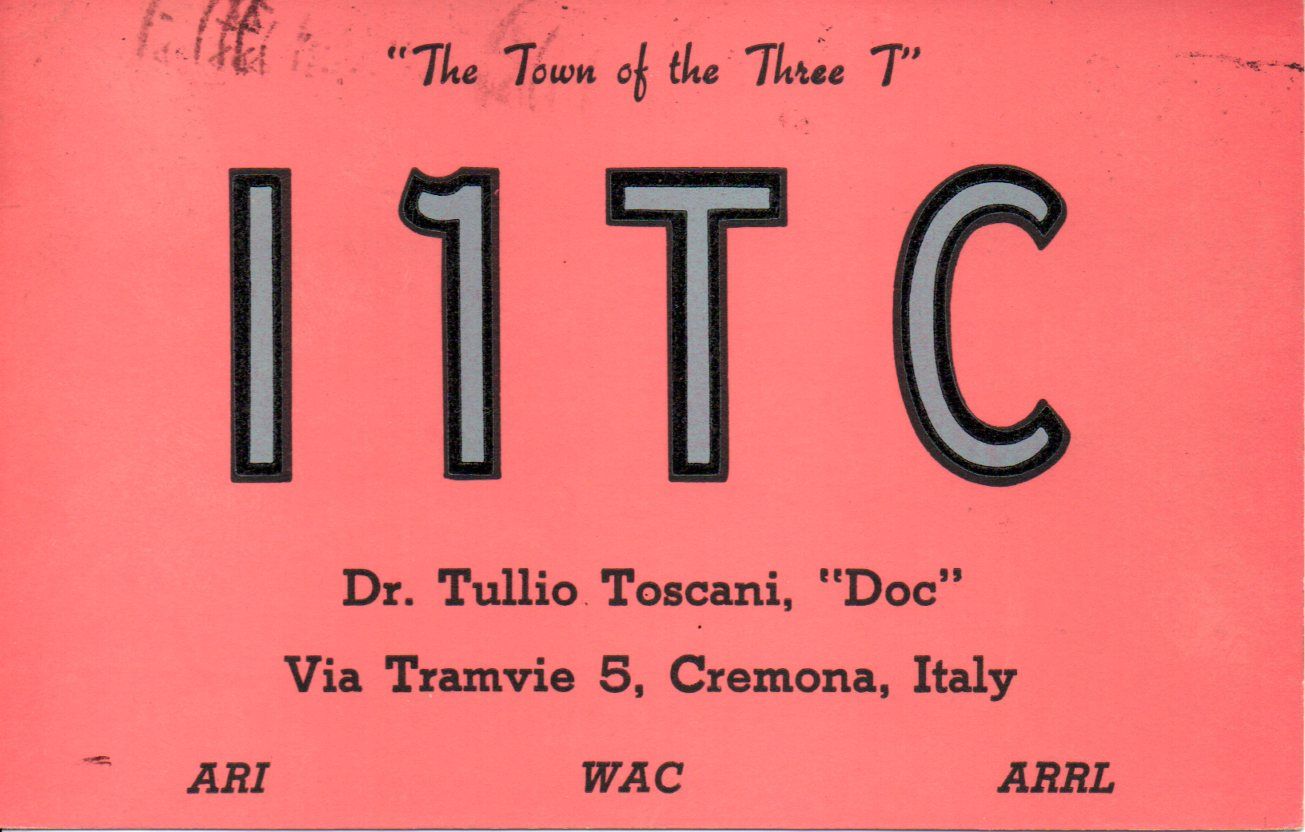 “The Town of the Three T”
I1TC
Dr. Tullio Toscani, “Doc”
Via Tramvie 5, Cremona, Italy
ARI WAC ARRL